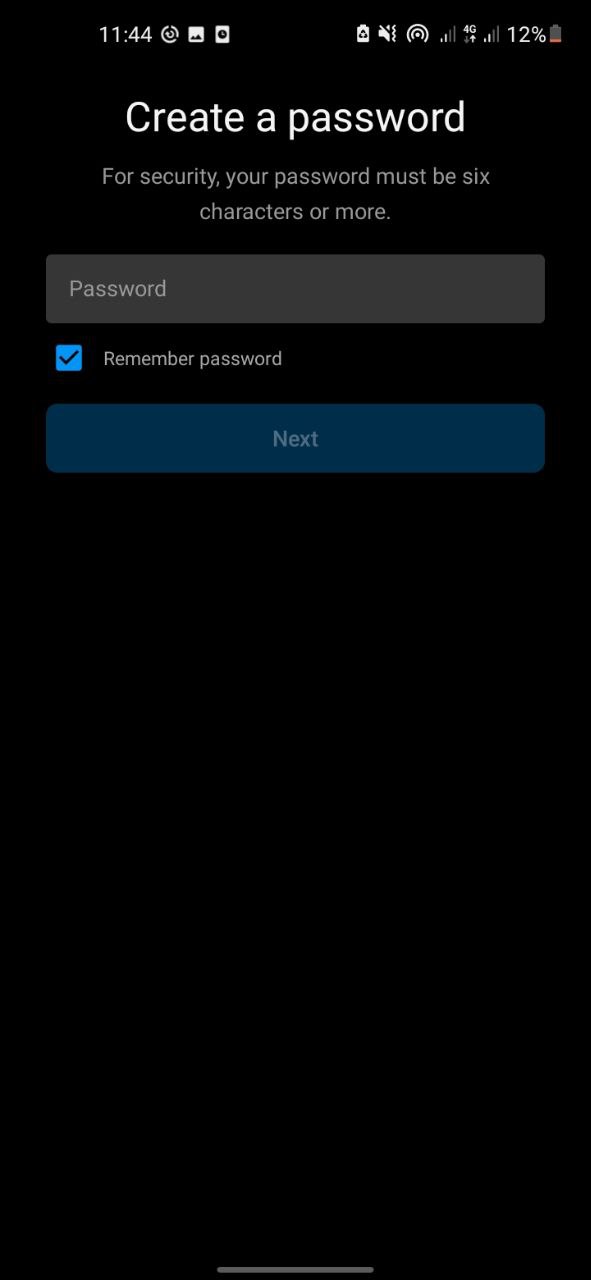 11:44 4G 12%
Create a password
For security, your password must be six
characters or more.
Password
Remember password
Next